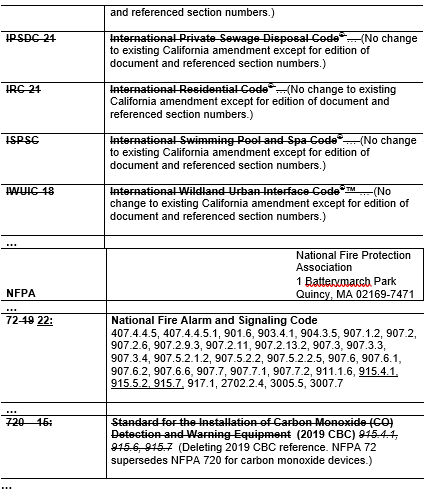 and referenced section numbers.)
IPSDC-21 International Private Sewage Disposal Code®... (No change
to existing California amendment except for edition of
document and referenced section numbers.)
IRC-21 International Residential Code®...(No change to existing
California amendment except for edition of document and
referenced section numbers.)
ISPSC International Swimming Pool and Spa Code®... (No change
to existing California amendment except for edition of
document and referenced section numbers.)
IWUIC-18 International Wildland Urban Interface Code®™ ... (No
change to existing California amendment except for edition of
document and referenced section numbers.)
...
National Fire Protection
Association
1 Batterymarch Park
NFPA Quincy, MA 02169-7471
...
72-19 22: National Fire Alarm and Signaling Code
407.4.4.5, 407.4.4.5.1, 901.6, 903.4.1, 904.3.5, 907.1.2, 907.2,
907.2.6, 907.2.9.3, 907.2.11, 907.2.13.2, 907.3, 907.3.3,
907.3.4, 907.5.2.1.2, 907.5.2.2, 907.5.2.2.5, 907.6, 907.6.1,
907.6.2, 907.6.6, 907.7, 907.7.1, 907.7.2, 911.1.6, 915.4.1,
915.5.2, 915.7, 917.1, 2702.2.4, 3005.5, 3007.7
...
720—15: Standard for the Installation of Carbon Monoxide (CO)
Detection and Warning Equipment (2019 CBC) 915.4.1,
915.6, 915.7 (Deleting 2019 CBC reference. NFPA 72
supersedes NFPA 720 for carbon monoxide devices.)
...